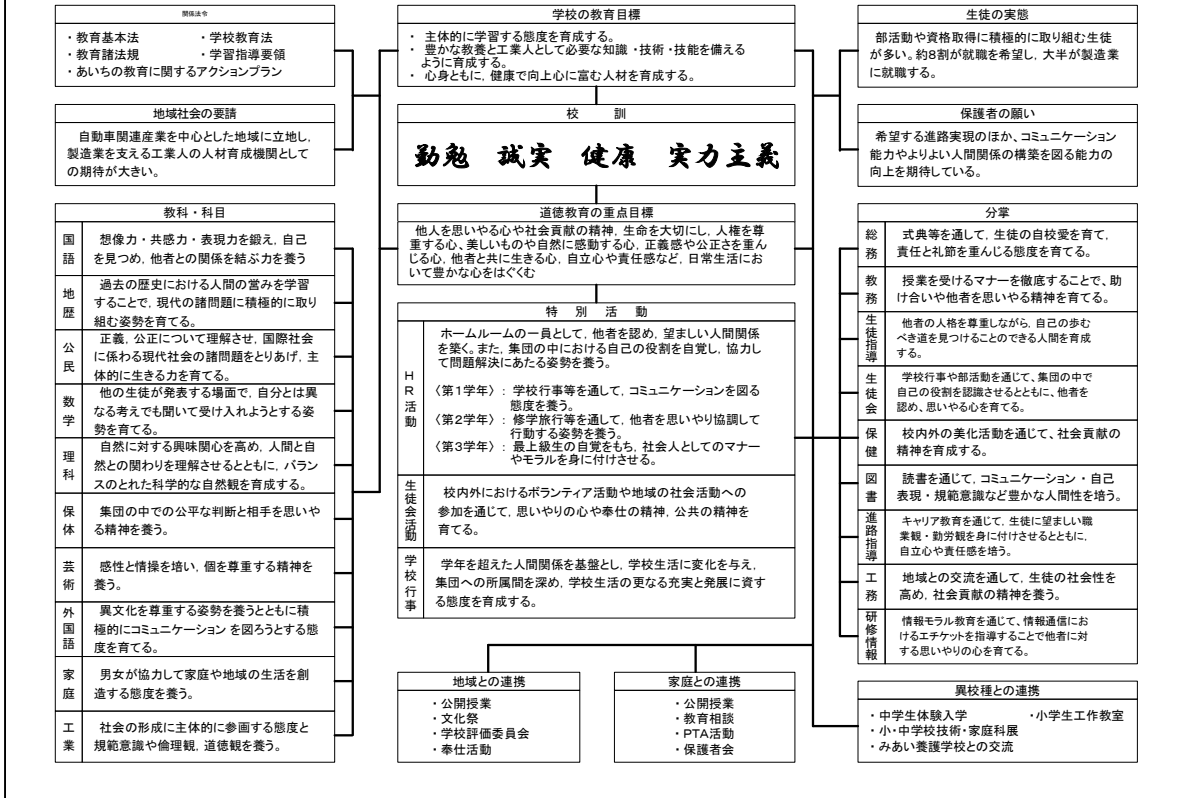 関係法令
・教育基本法　・学校教育法
・教育諸法規　・学習指導要領
・あいちの教育に関するアクションプラン
学校の教育目標
・ 主体的に学習する態度を育成する。
・ 豊かな教養と工業人として必要な知識・技術・技能を備える
ように育成する。
・ 心身ともに，健康で向上心に富む人材を育成する。
生徒の実態
部活動や資格取得に積極的に取り組む生徒
が多い。約８割が就職を希望し，大半が製造業
に就職する。
地域社会の要請
自動車関連産業を中心とした地域に立地し，
製造業を支える工業人の人材育成機関として
の期待が大きい。
校　訓
勤勉　誠実　健康　実力主義
保護者の願い
希望する進路実現のほか、コミュニケーション
能力やよりよい人間関係の構築を図る能力の
向上を期待している。
教科・科目
国語
想像力・共感力・表現力を鍛え，自己
を見つめ，他者との関係を結ぶ力を養う
地歴
過去の歴史における人間の営みを学習
することで，現代の諸問題に積極的に取り
組む姿勢を育てる。
公民
正義，公正について理解させ，国際社会
に係わる現代社会の諸問題をとりあげ，主
体的に生きる力を育てる。
数学
他の生徒が発表する場面で，自分とは異
なる考えでも聞いて受け入れようとする姿
勢を育てる。
理科
自然に対する興味関心を高め，人間と自
然との関わりを理解させるとともに，バラン
スのとれた科学的な自然観を育成する。
保体
集団の中での公平な判断と相手を思いや
る精神を養う。
芸術
感性と情操を培い，個を尊重する精神を
養う。
外国語
異文化を尊重する姿勢を養うとともに積
極的にコミュニケーション を図ろうとする態
度を育てる。
家庭
男女が協力して家庭や地域の生活を創
造する態度を養う。
工業
社会の形成に主体的に参画する態度と
規範意識や倫理観，道徳観を養う。
道徳教育の重点目標
他人を思いやる心や社会貢献の精神，生命を大切にし，人権を尊
重する心、美しいものや自然に感動する心，正義感や公正さを重ん
じる心，他者と共に生きる心，自立心や責任感など，日常生活にお
いて豊かな心をはぐくむ
特　別　活　動
ＨＲ活動
ホームルームの一員として，他者を認め，望ましい人間関係
を築く。また，集団の中における自己の役割を自覚し，協力し
て問題解決にあたる姿勢を養う。
〈第１学年〉： 学校行事等を通して，コミュニケーションを図る
態度を養う。
〈第２学年〉： 修学旅行等を通して，他者を思いやり協調して
行動する姿勢を養う。
〈第３学年〉： 最上級生の自覚をもち，社会人としてのマナー
やモラルを身に付けさせる。
生徒会活動
校内外におけるボランティア活動や地域の社会活動への
参加を通じて，思いやりの心や奉仕の精神，公共の精神を
育てる。
学校行事
学年を超えた人間関係を基盤とし，学校生活に変化を与え，
集団への所属間を深め，学校生活の更なる充実と発展に資す
る態度を育成する。
分掌
総務
式典等を通して，生徒の自校愛を育て，
責任と礼節を重んじる態度を育てる。
教務
授業を受けるマナーを徹底することで、助
け合いや他者を思いやる精神を育てる。
生徒指導
他者の人格を尊重しながら，自己の歩む
べき道を見つけることのできる人間を育成
する。
生徒会
学校行事や部活動を通じて、集団の中で
自己の役割を認識させるとともに、他者を
認め、思いやる心を育てる。
保健
校内外の美化活動を通じて、社会貢献の
精神を育成する。
図書
読書を通じて，コミュニケーション・自己
表現・規範意識など豊かな人間性を培う。
進路指導
キャリア教育を通じて，生徒に望ましい職
業観・勤労観を身に付けさせるとともに，
自立心や責任感を培う。
工務
地域との交流を通して，生徒の社会性を
高め，社会貢献の精神を養う。
研修情報
情報モラル教育を通じて、情報通信にお
けるエチケットを指導することで他者に対
する思いやりの心を育てる。
地域との連携
・公開授業
・文化祭
・学校評価委員会
・奉仕活動
家庭との連携
・公開授業
・教育相談
・ＰＴＡ活動
・保護者会
異校種との連携
・中学生体験入学　・小学生工作教室
・小・中学校技術・家庭科展
・みあい養護学校との交流